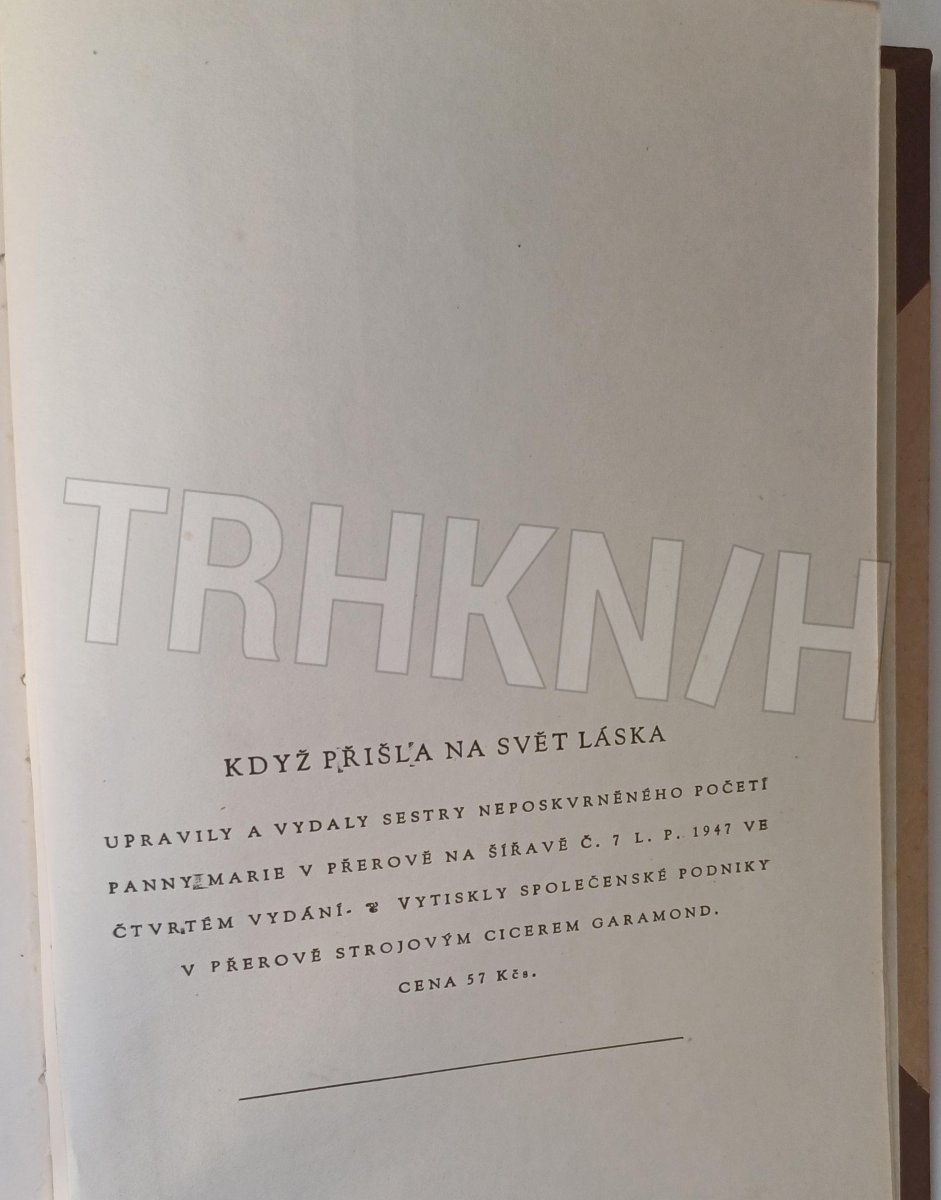 TRHKNIH
KDYŽ PŘIŠLA NA SVĚT LÁSKA
UPRAVILY A VYDALY SESTRY NEPOSKVRNĚNÉHO POČETÍ
PANNY MARIE V PŘEROVĚ NA ŠÍŘAVĚ Č. 7 L. P. 1947 VE
ČTVRTÉM VYDÁNÍ. ❦ VYTISKLY SPOLEČENSKÉ PODNIKY
V PŘEROVĚ STROJOVÝM CICEREM GARAMOND.
CENA 57 Kčs.